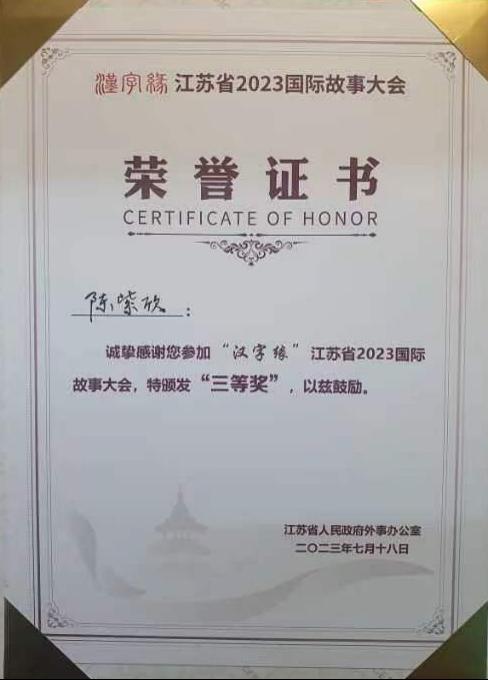 漢字緣 江苏省2023国际故事大会
荣誉证书
CERTIFICATE OF HONOR
陈紫欣：
诚挚感谢您参加“汉字缘”江苏省2023国际
故事大会，特颁发“三等奖”，以兹鼓励。
江苏省人民政府外事办公室
二〇二三年七月十八日